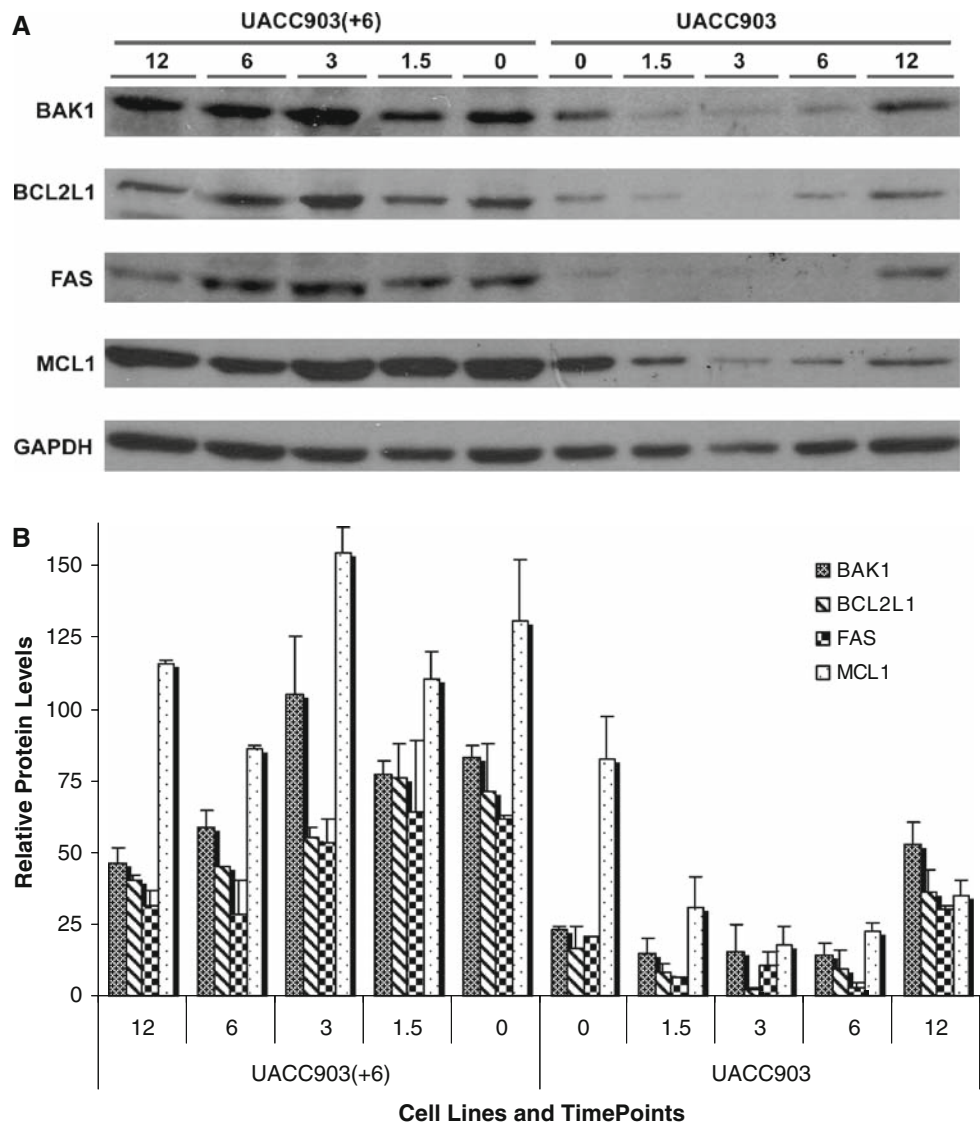 A
UACC903(+6) UACC903
12 6 3 1.5 0 0 1.5 3 6 12
BAK1
BCL2L1
FAS
MCL1
GAPDH
B
150
125
100
75
50
25
0
Relative Protein Levels
BAK1
BCL2L1
FAS
MCL1
12 6 3 1.5 0 0 1.5 3 6 12
UACC903(+6) UACC903
Cell Lines and TimePoints